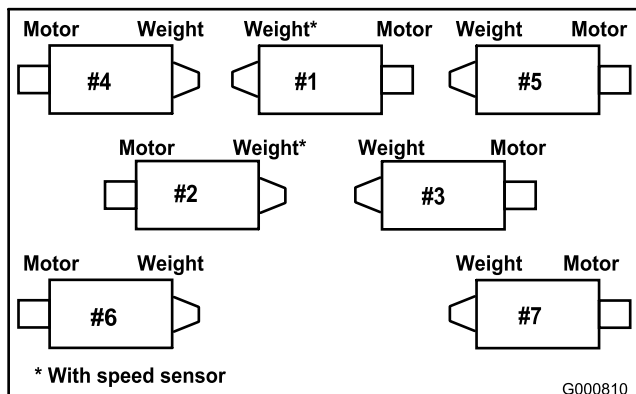 Motor Weight Weight* Motor Weight Motor
#4 #1 #5
Motor Weight* Weight Motor
#2 #3
Motor Weight Weight Motor
#6 #7
* With speed sensor
G000810